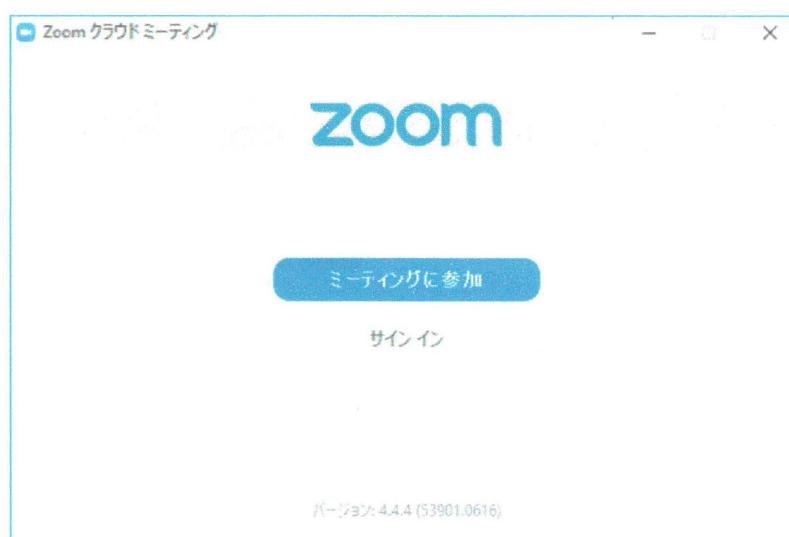 Zoom クラウド ミーティング
zoom
ミーティングに参加
サイン イン
バージョン: 4.4.4 (53901.0616)